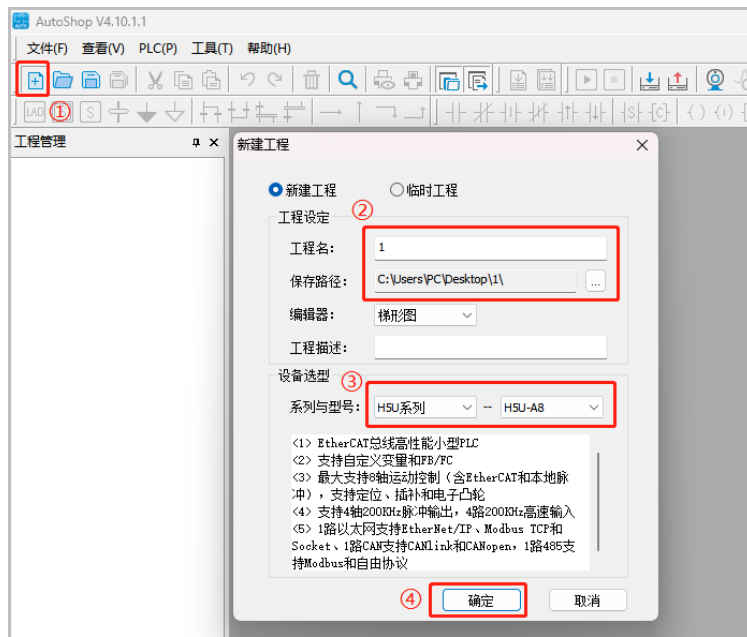 AutoShop V4.10.1.1
文件(F) 查看(V) PLC(P) 工具(T) 帮助(H)
LAD ① S
工程管理
新建工程
新建工程 临时工程
②
工程设定
工程名： 1
保存路径： C:\Users\PC\Desktop\1\ ...
编辑器： 梯形图
工程描述：
设备选型
③
系列与型号： H5U系列 -- H5U-A8
<1> EtherCAT总线高性能小型PLC
<2> 支持自定义变量和FB/FC
<3> 最大支持8轴运动控制（含EtherCAT和本地脉
冲），支持定位、插补和电子凸轮
<4> 支持4轴200KHz脉冲输出，4路200KHz高速输入
<5> 1路以太网支持EtherNet/IP、Modbus TCP和
Socket、1路CAN支持CANlink和CANopen，1路485支
持Modbus和自由协议
④ 确定 取消